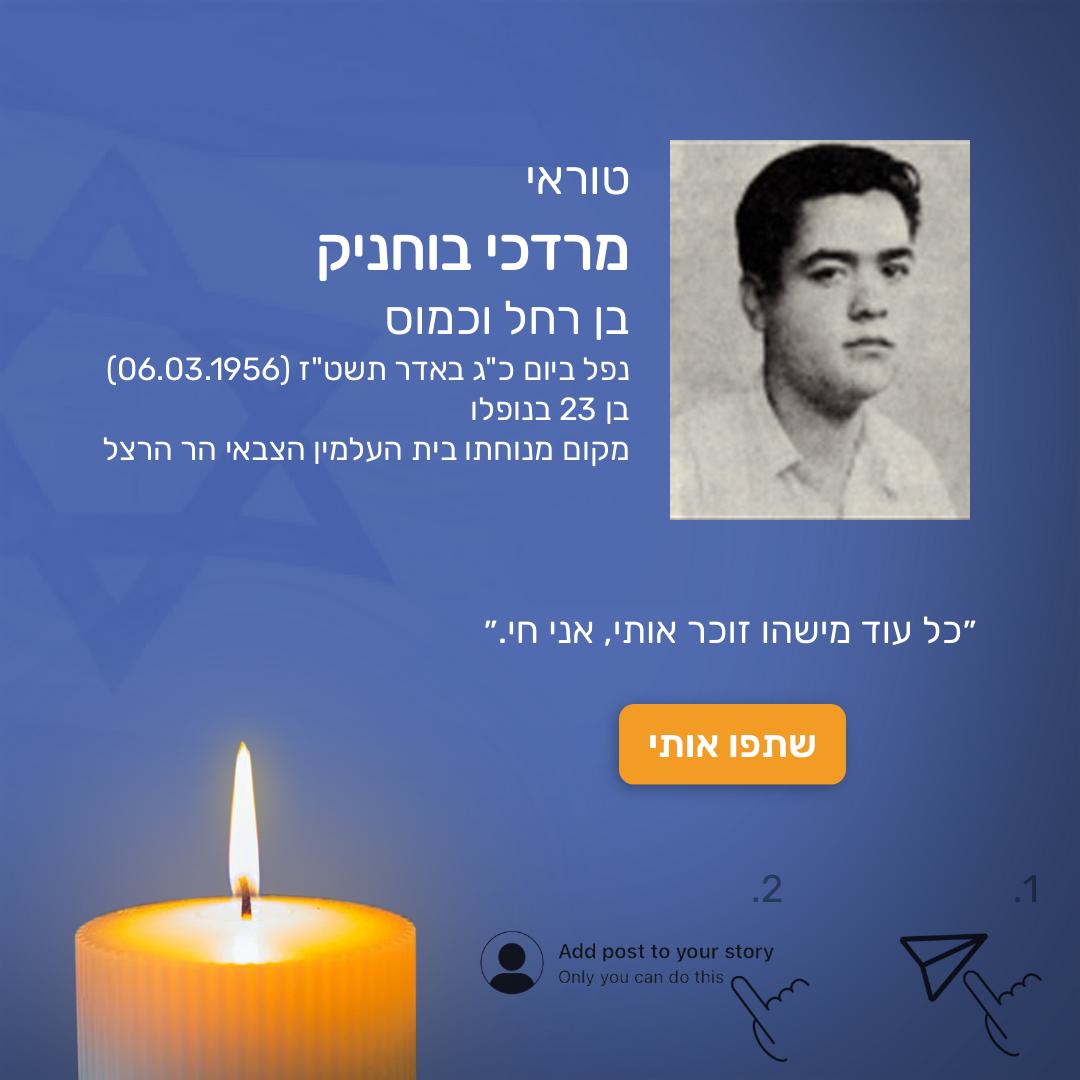 טוראי
מרדכי בוחניק
בן רחל וכמוס
נפל ביום כ"ג באדר תשט"ז (06.03.1956)
בן 23 בנופלו
מקום מנוחתו בית העלמין הצבאי הר הרצל
״כל עוד מישהו זוכר אותי, אני חי.״
שתפו אותי
1.
2.
Add post to your story
Only you can do this